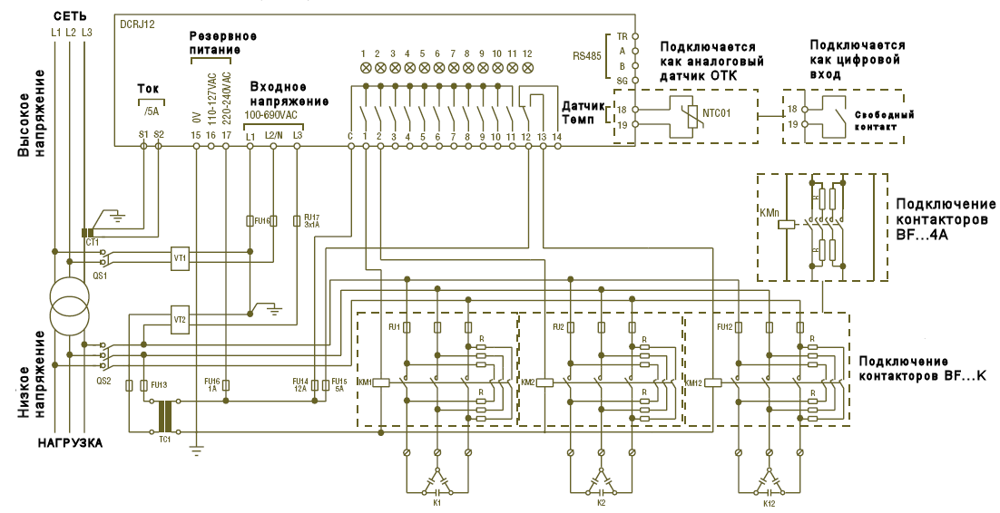 СЕТЬ
L1 L2 L3
DCRJ12
Резервное
питание
Ток
/5A
0V
110-127VAC
220-240VAC
Входное
напряжение
100-690VAC
S1 S2
15 16 17
L1 L2/N L3
1 2 3 4 5 6 7 8 9 10 11 12
C 1 2 3 4 5 6 7 8 9 10 11 12 13 14
RS485
TR
A
B
SG
Датчик
Темп
18
19
Подключается
как аналоговый
датчик ОТК
NTC01
Подключается
как цифровой
вход
18
19
Свободный
контакт
Высокое
напряжение
FU16
FU17
3x1A
CT1
QS1
VT1
VT2
KMn
R
R
Подключение
контакторов
BF...4A
Низкое
напряжение
QS2
FU13
FU16
1A
FU14
12A
FU15
5A
TC1
НАГРУЗКА
FU1
R
KM1
R
FU2
R
KM2
R
FU12
R
KM12
R
Подключение
контакторов BF...K
K1
K2
K12